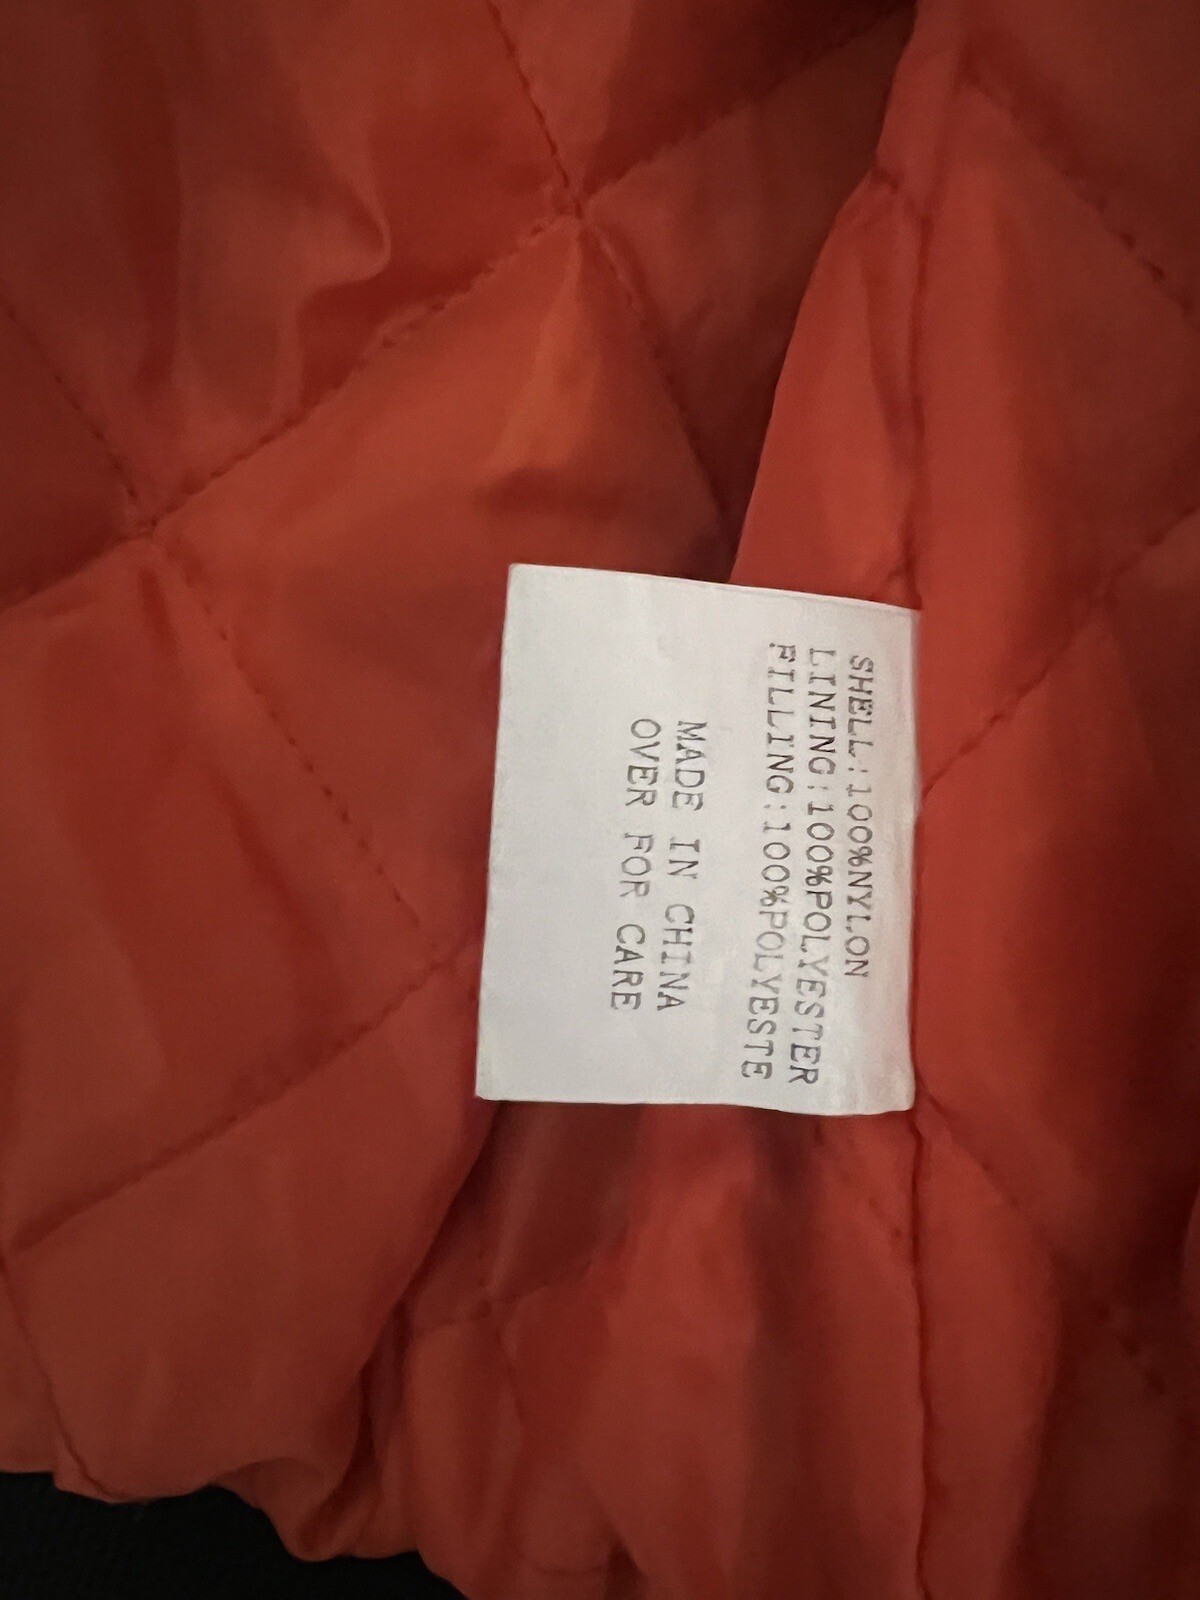 SHELL:100%NYLON
LINING:100%POLYESTER
FILLING:100%POLYESTE
MADE IN CHINA
OVER FOR CARE